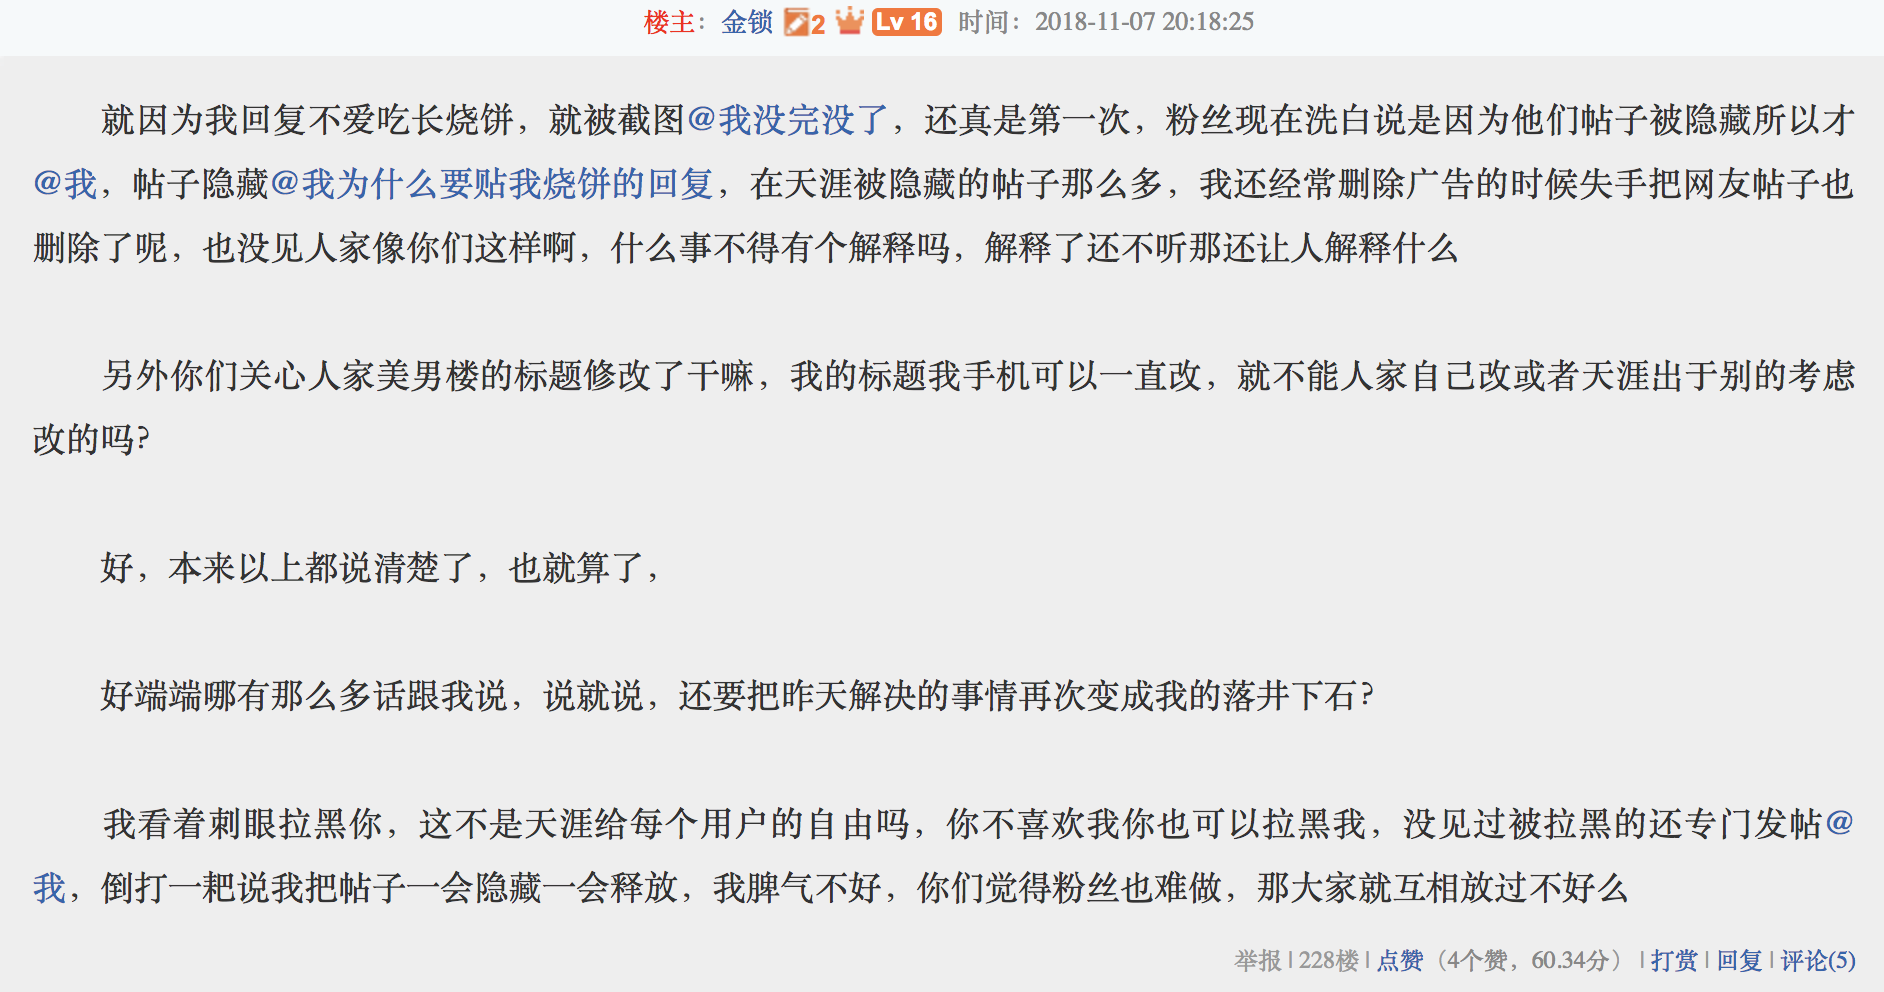 楼主：金锁 2 Lv 16 时间：2018-11-07 20:18:25
就因为我回复不爱吃长烧饼，就被截图@我没完没了，还真是第一次，粉丝现在洗白说是因为他们帖子被隐藏所以才
@我，帖子隐藏@我为什么要贴我烧饼的回复，在天涯被隐藏的帖子那么多，我还经常删除广告的时候失手把网友帖子也
删除了呢，也没见人家像你们这样啊，什么事不得有个解释吗，解释了还不听那还让人解释什么
另外你们关心人家美男楼的标题修改了干嘛，我的标题我手机可以一直改，就不能人家自己改或者天涯出于别的考虑
改的吗?
好，本来以上都说清楚了，也就算了，
好端端哪有那么多话跟我说，说就说，还要把昨天解决的事情再次变成我的落井下石?
我看着刺眼拉黑你，这不是天涯给每个用户的自由吗，你不喜欢我你也可以拉黑我，没见过被拉黑的还专门发帖@
我，倒打一耙说我把帖子一会隐藏一会释放，我脾气不好，你们觉得粉丝也难做，那大家就互相放过不好么
举报 | 228楼 | 点赞（4个赞，60.34分） | 打赏 | 回复 | 评论(5)